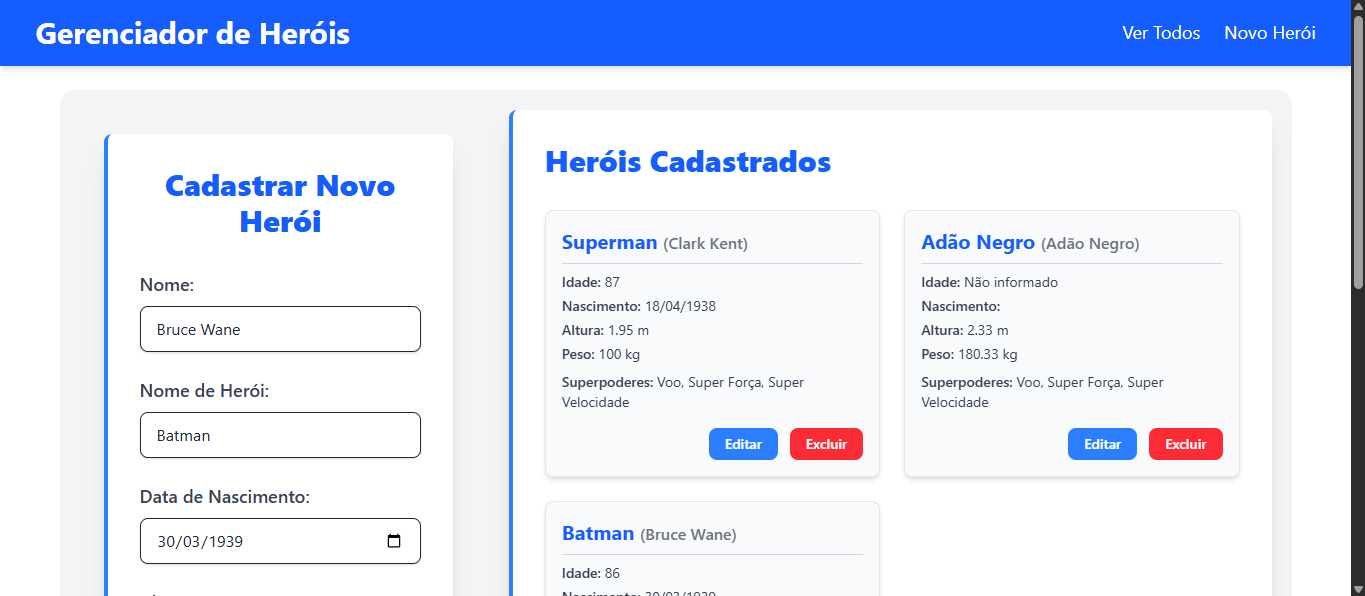 Gerenciador de Heróis
Ver Todos
Novo Herói
Cadastrar Novo
Herói
Nome:
Bruce Wane
Nome de Herói:
Batman
Data de Nascimento:
30/03/1939
Heróis Cadastrados
Superman (Clark Kent)
Idade: 87
Nascimento: 18/04/1938
Altura: 1.95 m
Peso: 100 kg
Superpoderes: Voo, Super Força, Super
Velocidade
Editar
Excluir
Adão Negro (Adão Negro)
Idade: Não informado
Nascimento:
Altura: 2.33 m
Peso: 180.33 kg
Superpoderes: Voo, Super Força, Super
Velocidade
Editar
Excluir
Batman (Bruce Wane)
Idade: 86
Nascimento: 30/03/1939